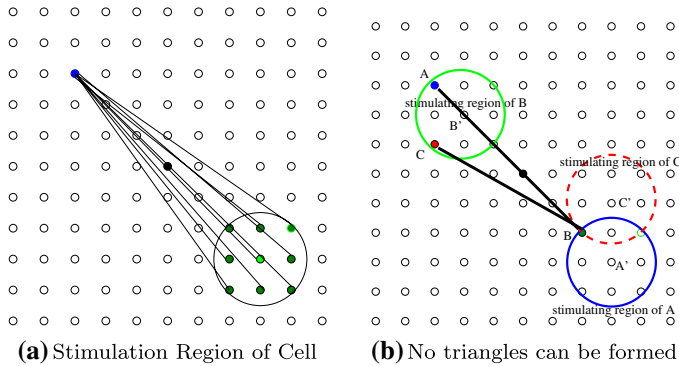 A
stimulating region of B
B'
C
stimulating region of C
C'
B
A'
stimulating region of A
(a) Stimulation Region of Cell
(b) No triangles can be formed